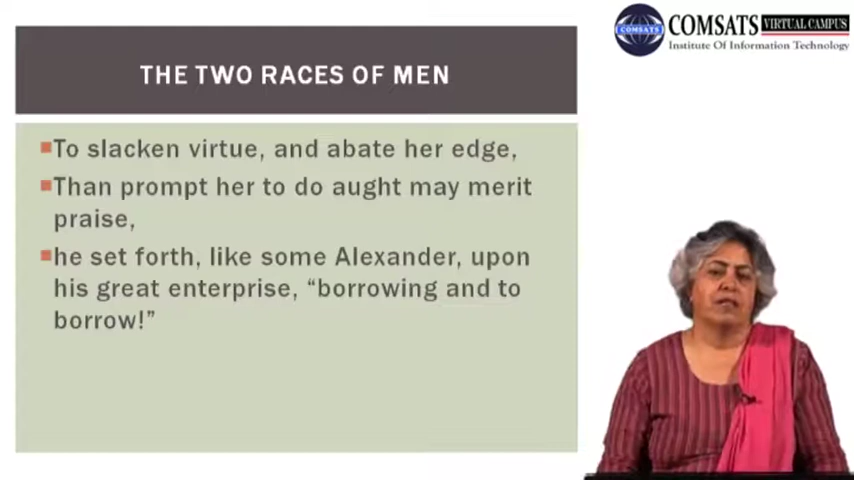 COMSATS VIRTUAL CAMPUS
COMSATS
Institute Of Information Technology
THE TWO RACES OF MEN
To slacken virtue, and abate her edge,
Than prompt her to do aught may merit
praise,
he set forth, like some Alexander, upon
his great enterprise, “borrowing and to
borrow!”